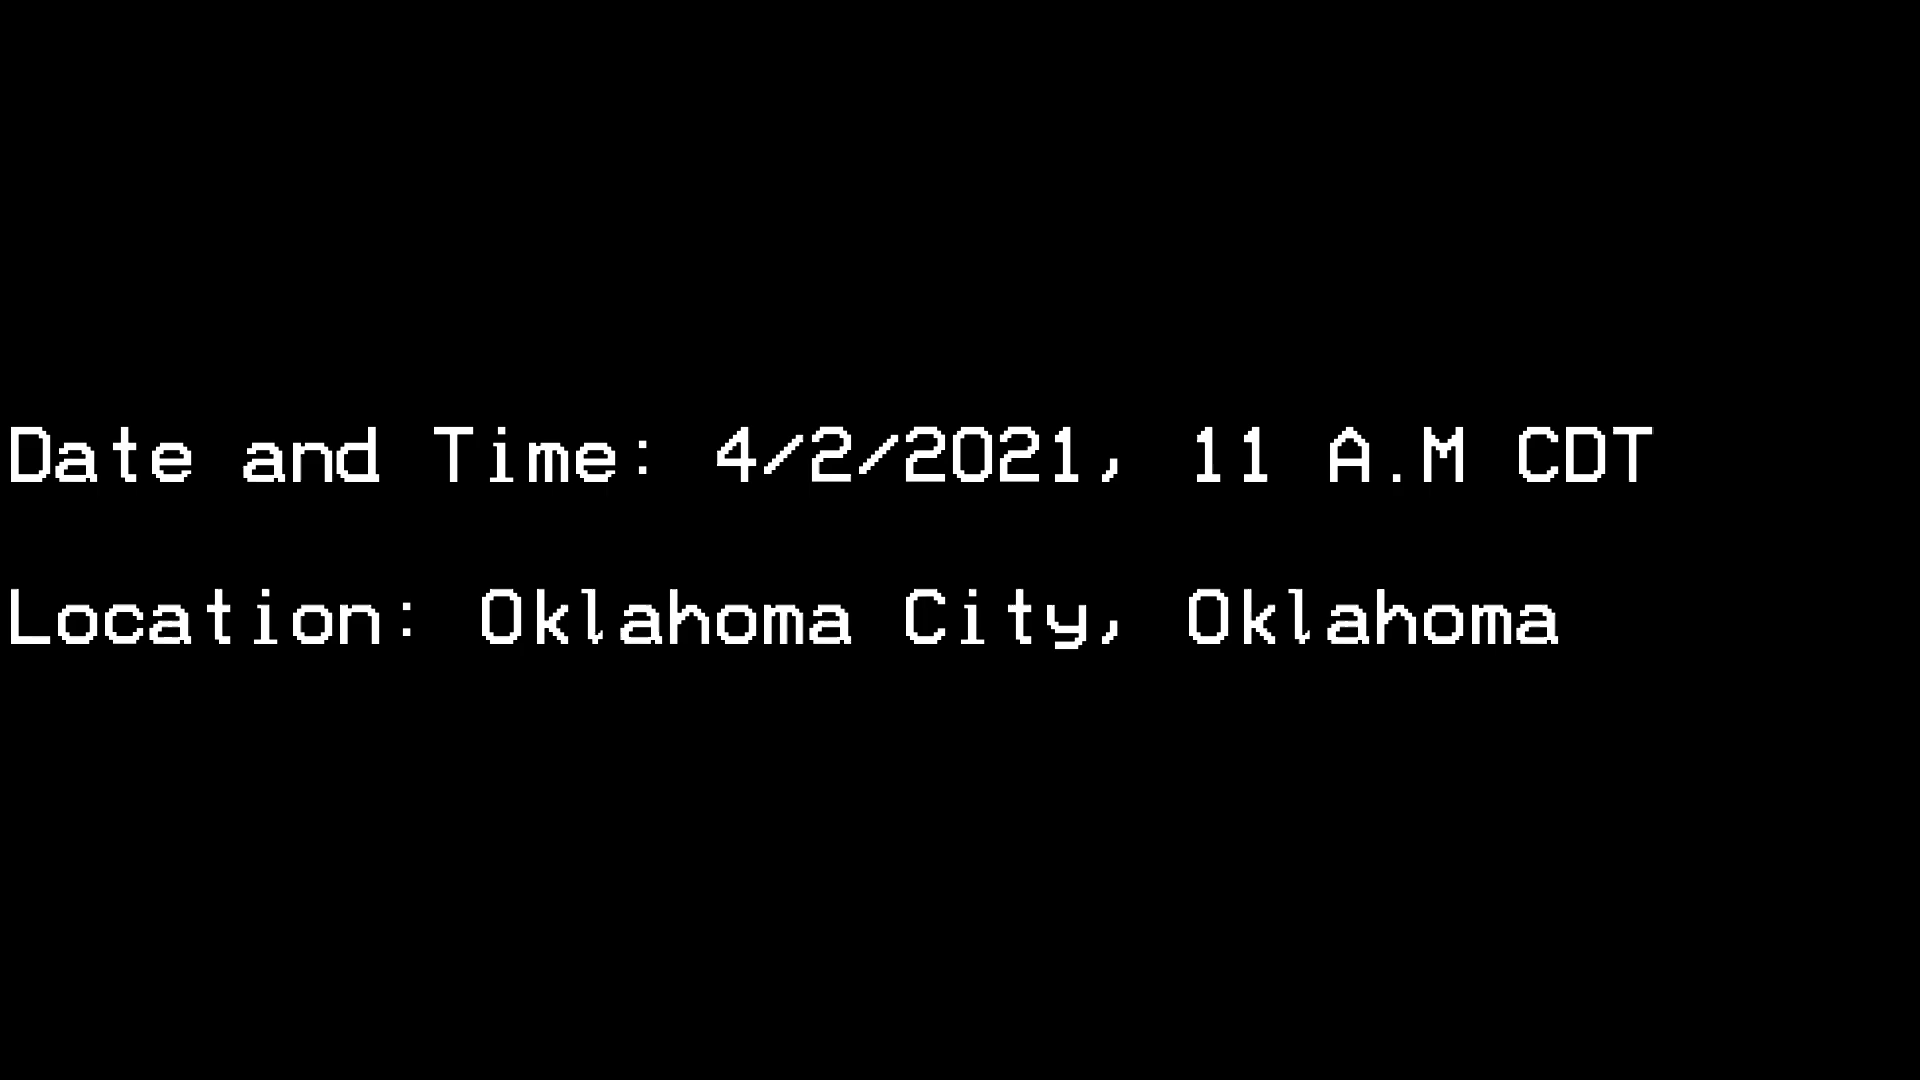 Date and Time: 4/2/2021, 11 A.M CDT
Location: Oklahoma City, Oklahoma